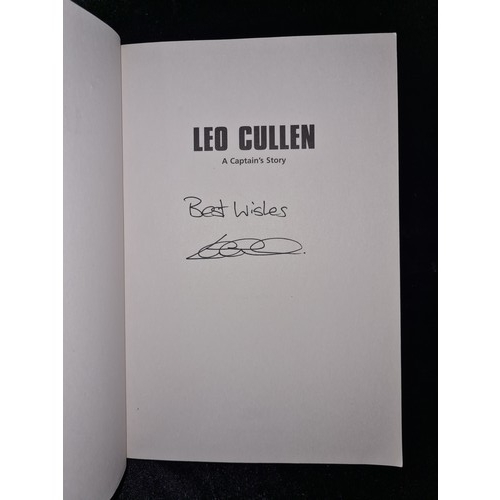 LEO CULLEN
A Captain's Story
Best Wishes